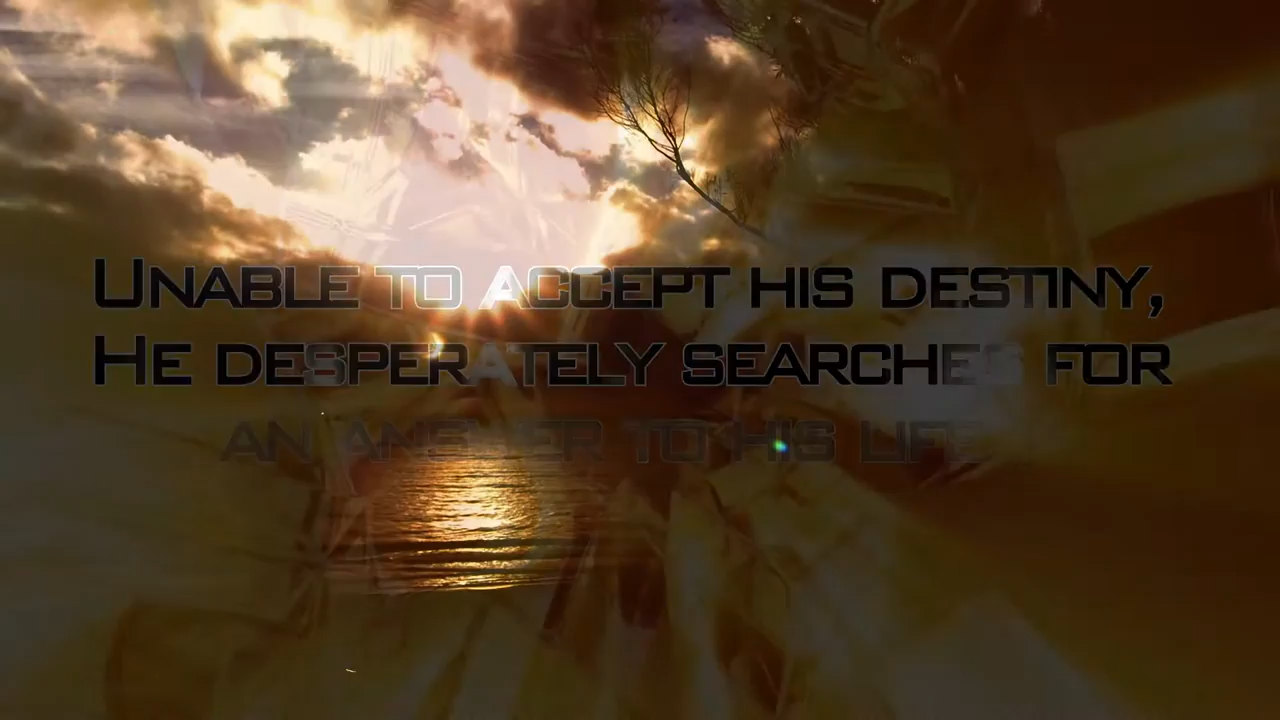 Unable to accept his destiny,
He desperately searches for
an answer to his life